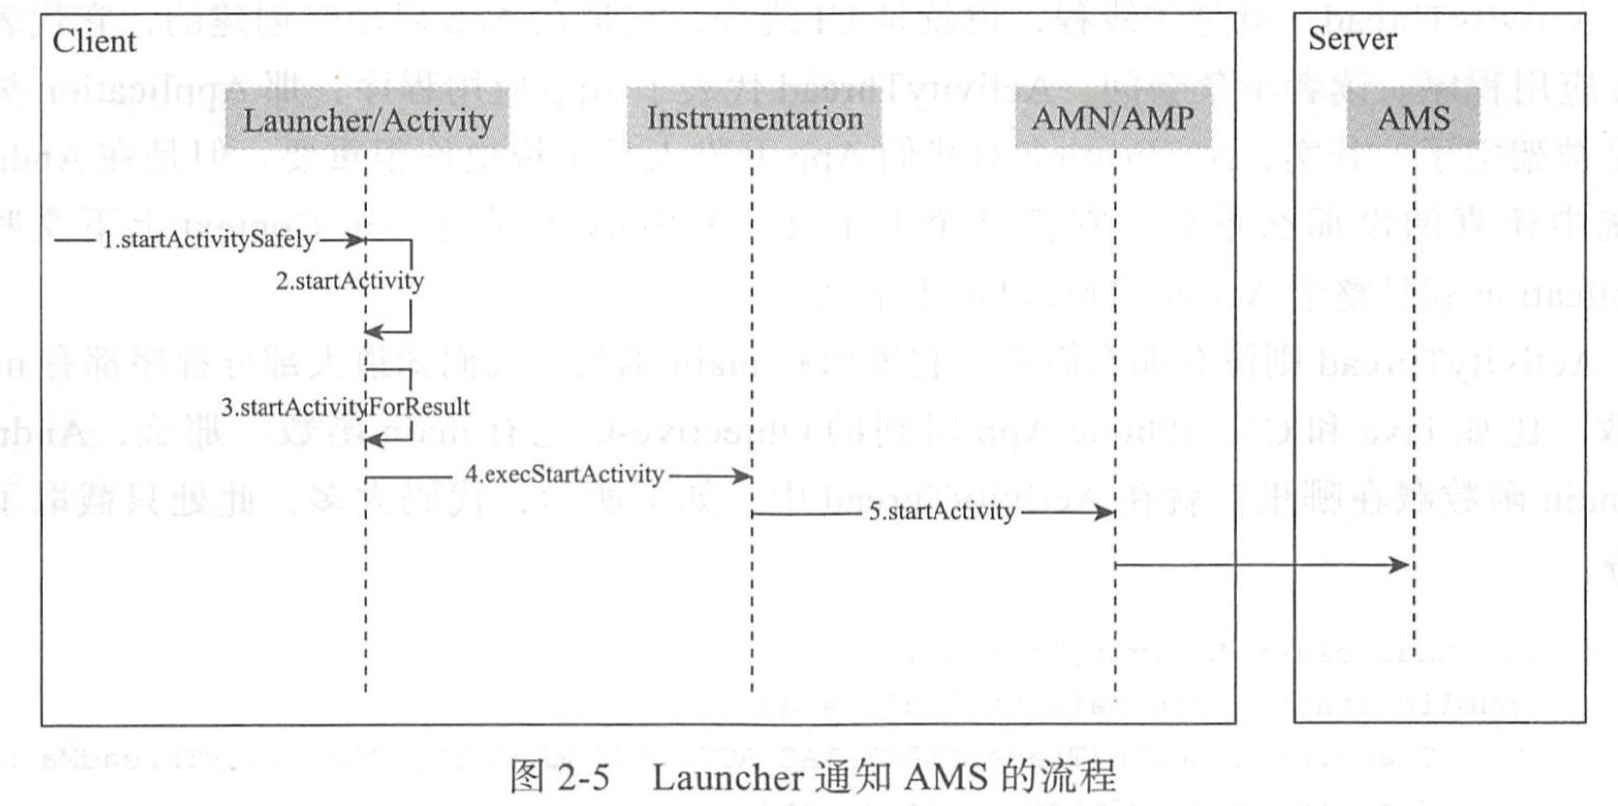 Client
Server
Launcher/Activity
Instrumentation
AMN/AMP
AMS
1.startActivitySafely
2.startActivity
3.startActivityForResult
4.execStartActivity
5.startActivity
图 2-5 Launcher 通知 AMS 的流程